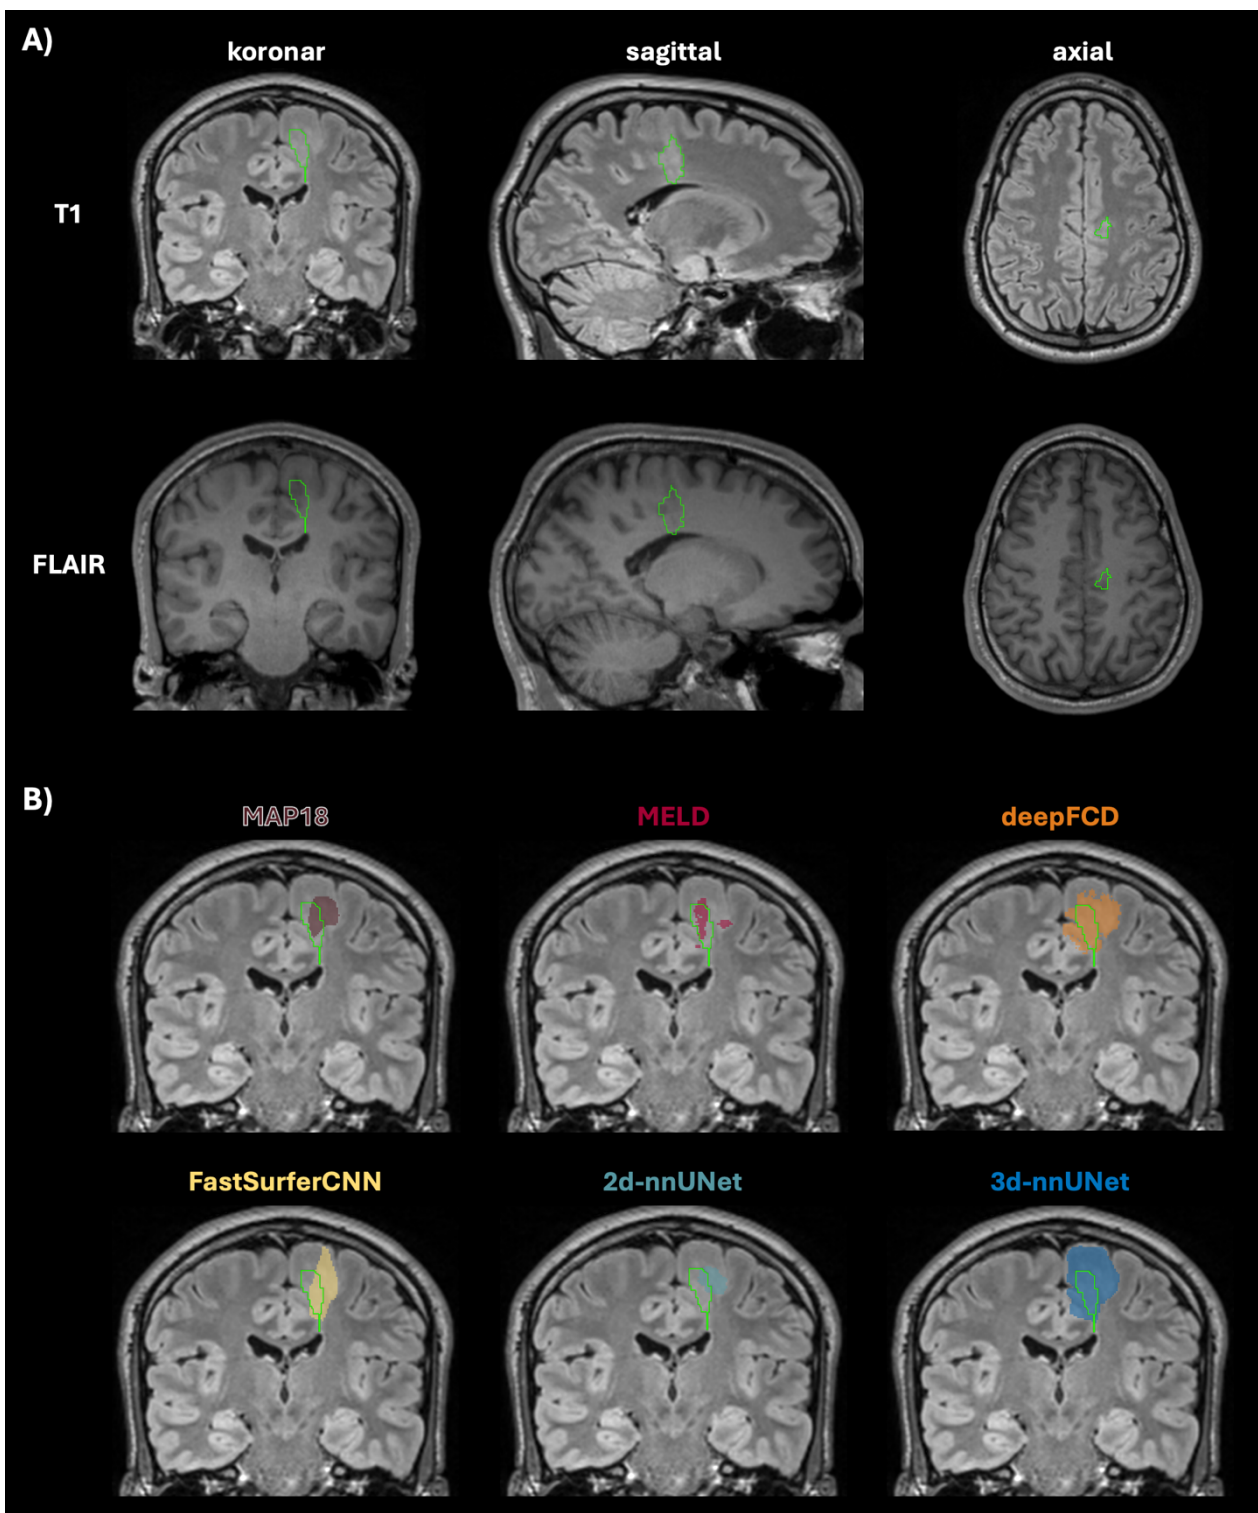 A)
koronar sagittal axial
T1
FLAIR
B)
MAP18 MELD deepFCD
FastSurferCNN 2d-nnUNet 3d-nnUNet